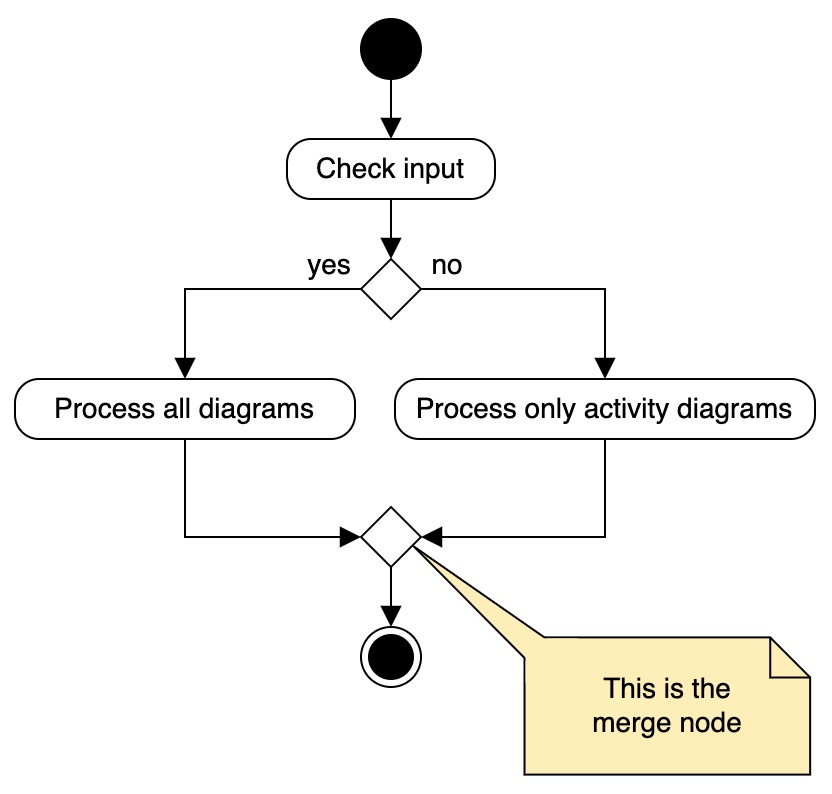 Check input
yes
no
Process all diagrams
Process only activity diagrams
This is the
merge node